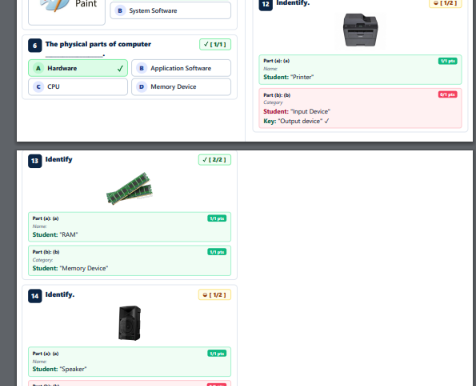 Paint
B System Software
6 The physical parts of computer
____________.
✓ [ 1/1 ]
A Hardware ✓
B Application Software
C CPU
D Memory Device
12 Indentify.
[ 1/2 ]
Part (a): (a)
1/1 pts
Name
Student: "Printer"
Part (b): (b)
0/1 pts
Category
Student: "Input Device"
Key: "Output device" ✓
13 Identify
✓ [ 2/2 ]
Part (a): (a)
1/1 pts
Name
Student: "RAM"
Part (b): (b)
1/1 pts
Category
Student: "Memory Device"
14 Identify.
[ 1/2 ]
Part (a): (a)
1/1 pts
Name
Student: "Speaker"
Part (b): (b)